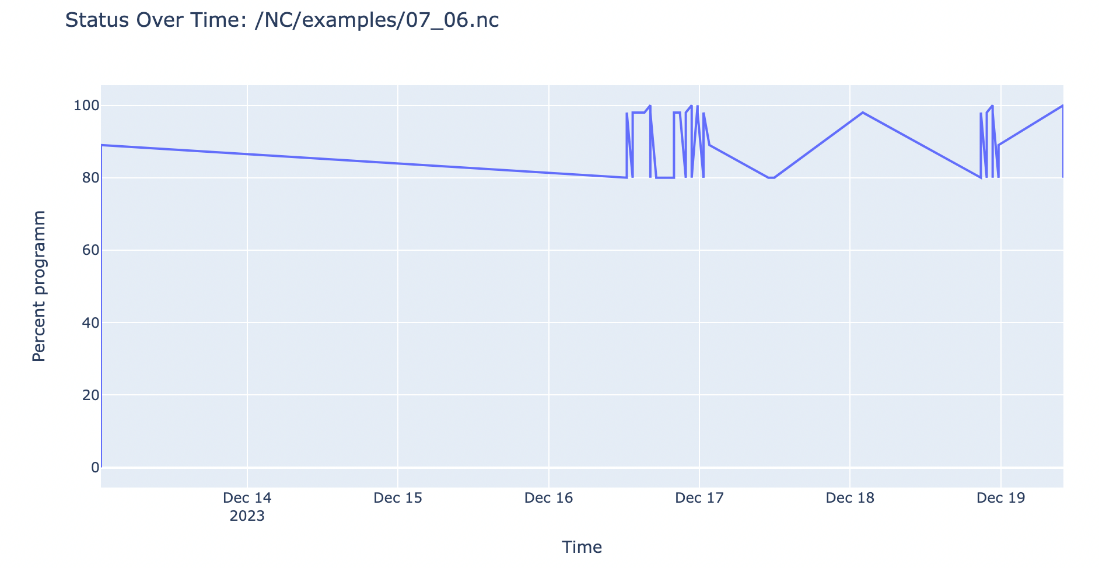 Status Over Time: /NC/examples/07_06.nc
100
80
60
40
20
0
Percent programm
Dec 14 Dec 15 Dec 16 Dec 17 Dec 18 Dec 19
2023
Time